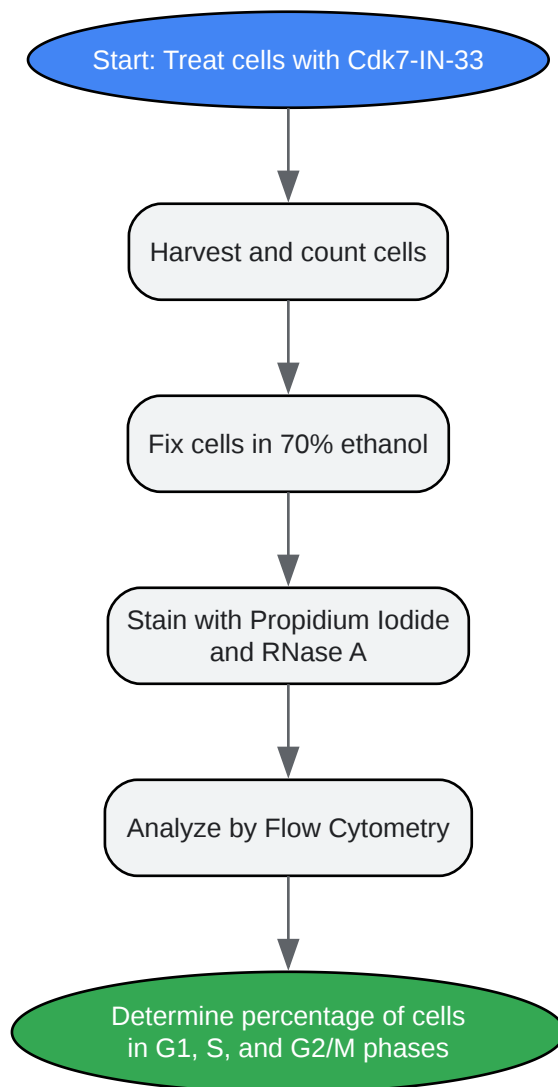 Start: Treat cells with Cdk7-IN-33
Harvest and count cells
Fix cells in 70% ethanol
Stain with Propidium Iodide
and RNase A
Analyze by Flow Cytometry
Determine percentage of cells
in G1, S, and G2/M phases